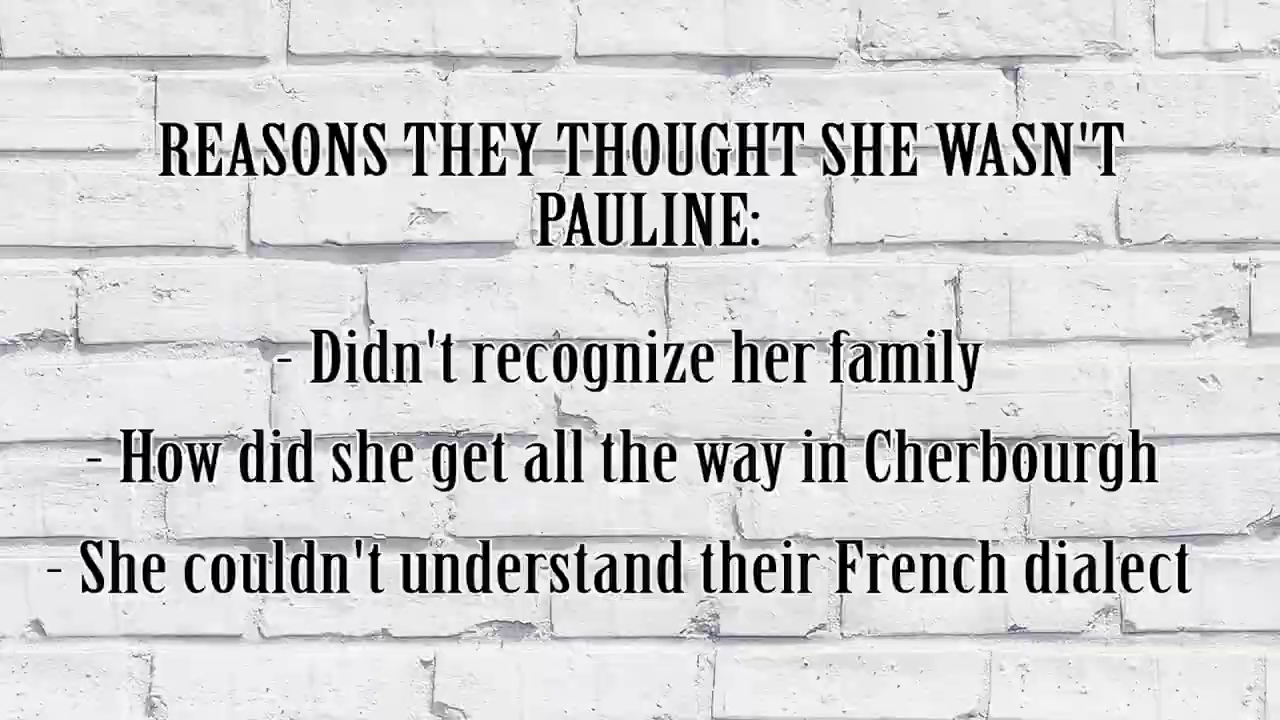 REASONS THEY THOUGHT SHE WASN'T
PAULINE:
- Didn't recognize her family
- How did she get all the way in Cherbourgh
- She couldn't understand their French dialect